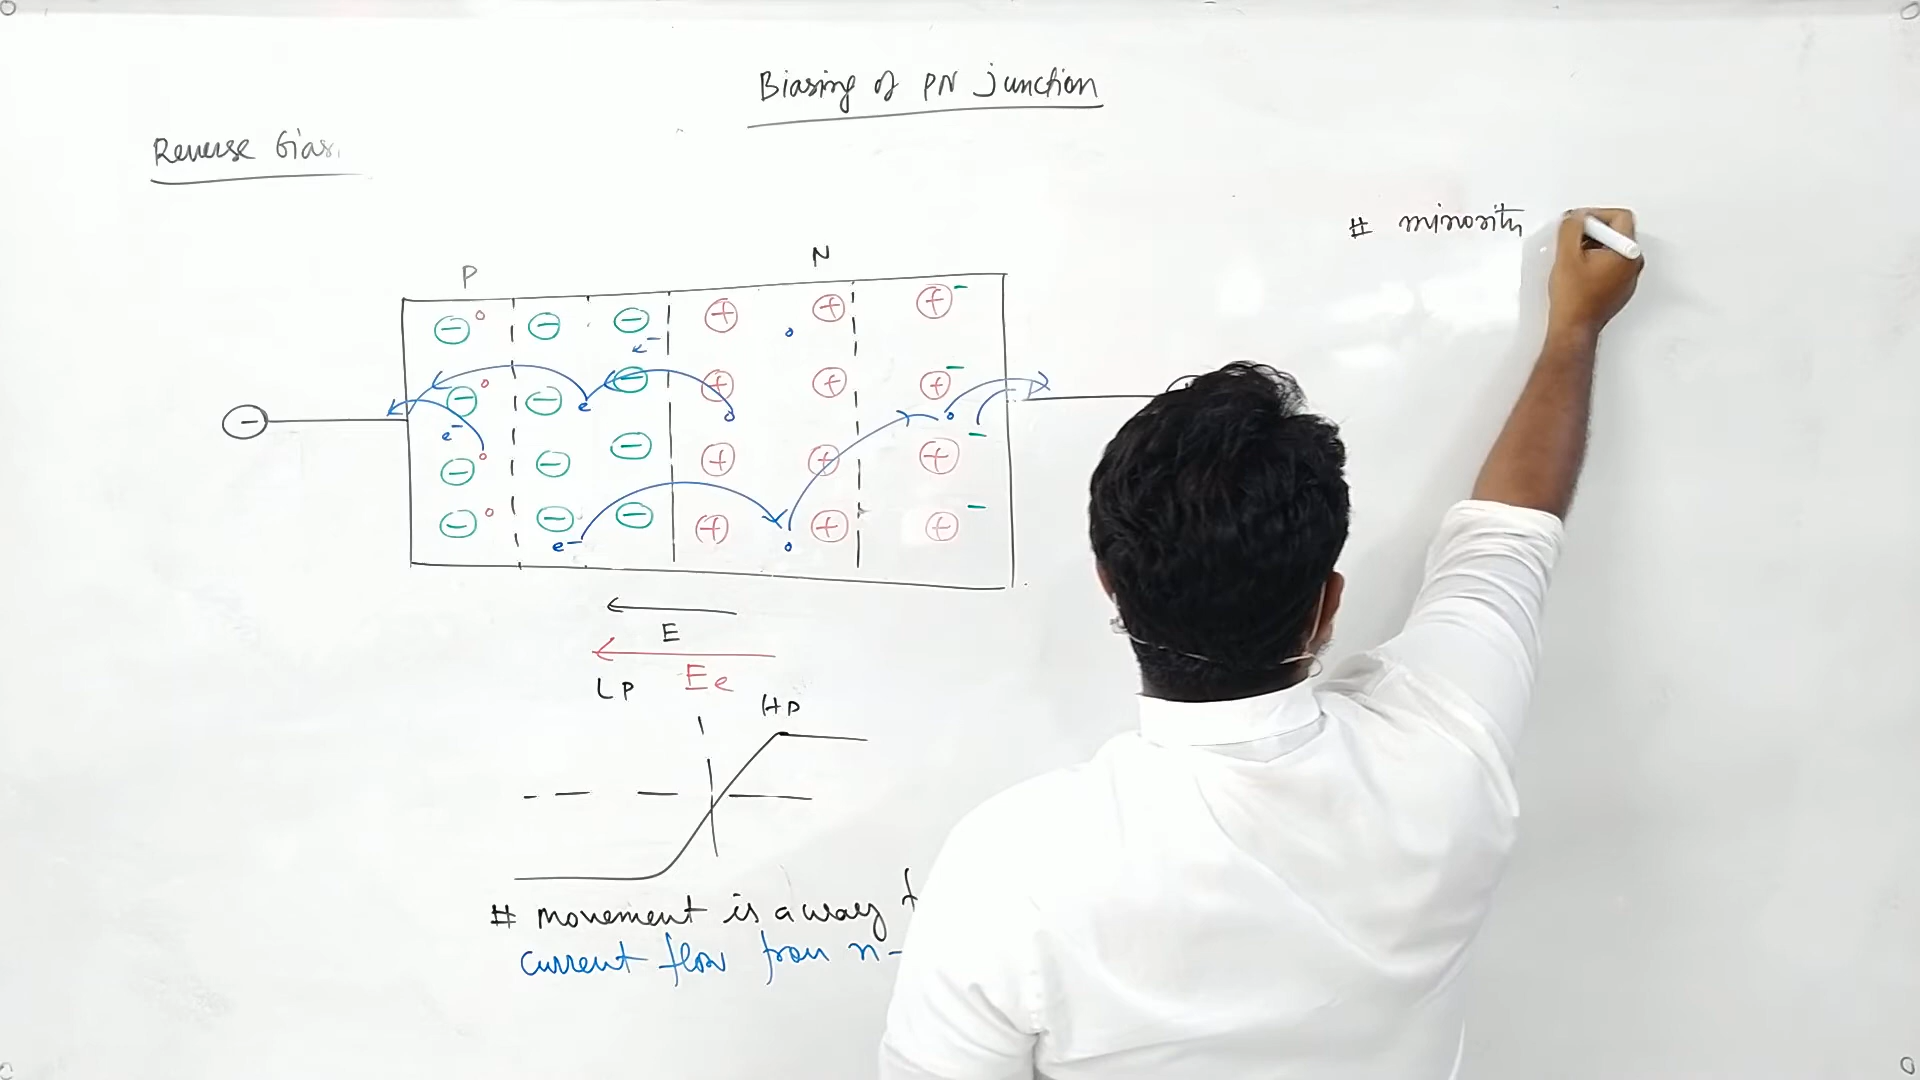 Biasing of PN junction
Reverse bias.
# minority
P N
e⁻
e
e⁻
e⁻
E
Ee
LP HP
# movement is away f
current flow from n-